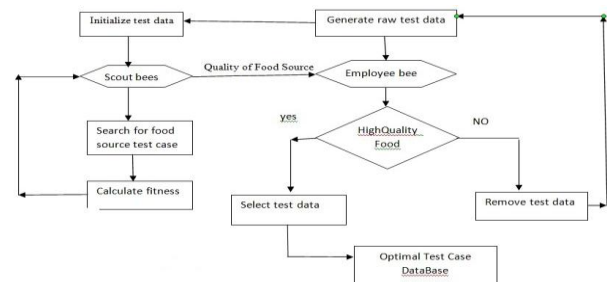 Initialize test data
Generate raw test data
Quality of Food Source
Scout bees
Employee bee
yes
HighQuality
Food
NO
Search for food
source test case
Calculate fitness
Select test data
Remove test data
Optimal Test Case
DataBase